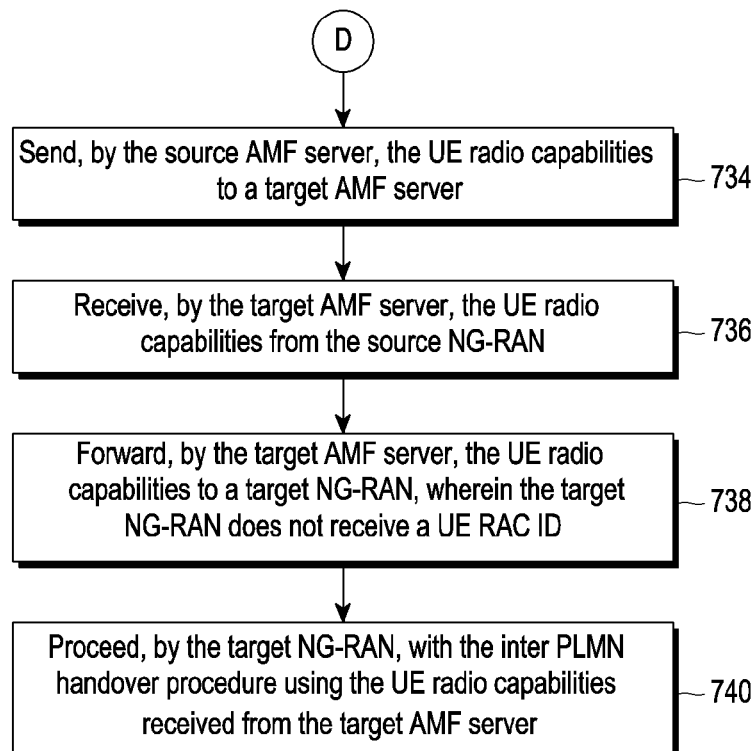 D
Send, by the source AMF server, the UE radio capabilities
to a target AMF server
734
Receive, by the target AMF server, the UE radio
capabilities from the source NG-RAN
736
Forward, by the target AMF server, the UE radio
capabilities to a target NG-RAN, wherein the target
NG-RAN does not receive a UE RAC ID
738
Proceed, by the target NG-RAN, with the inter PLMN
handover procedure using the UE radio capabilities
received from the target AMF server
740